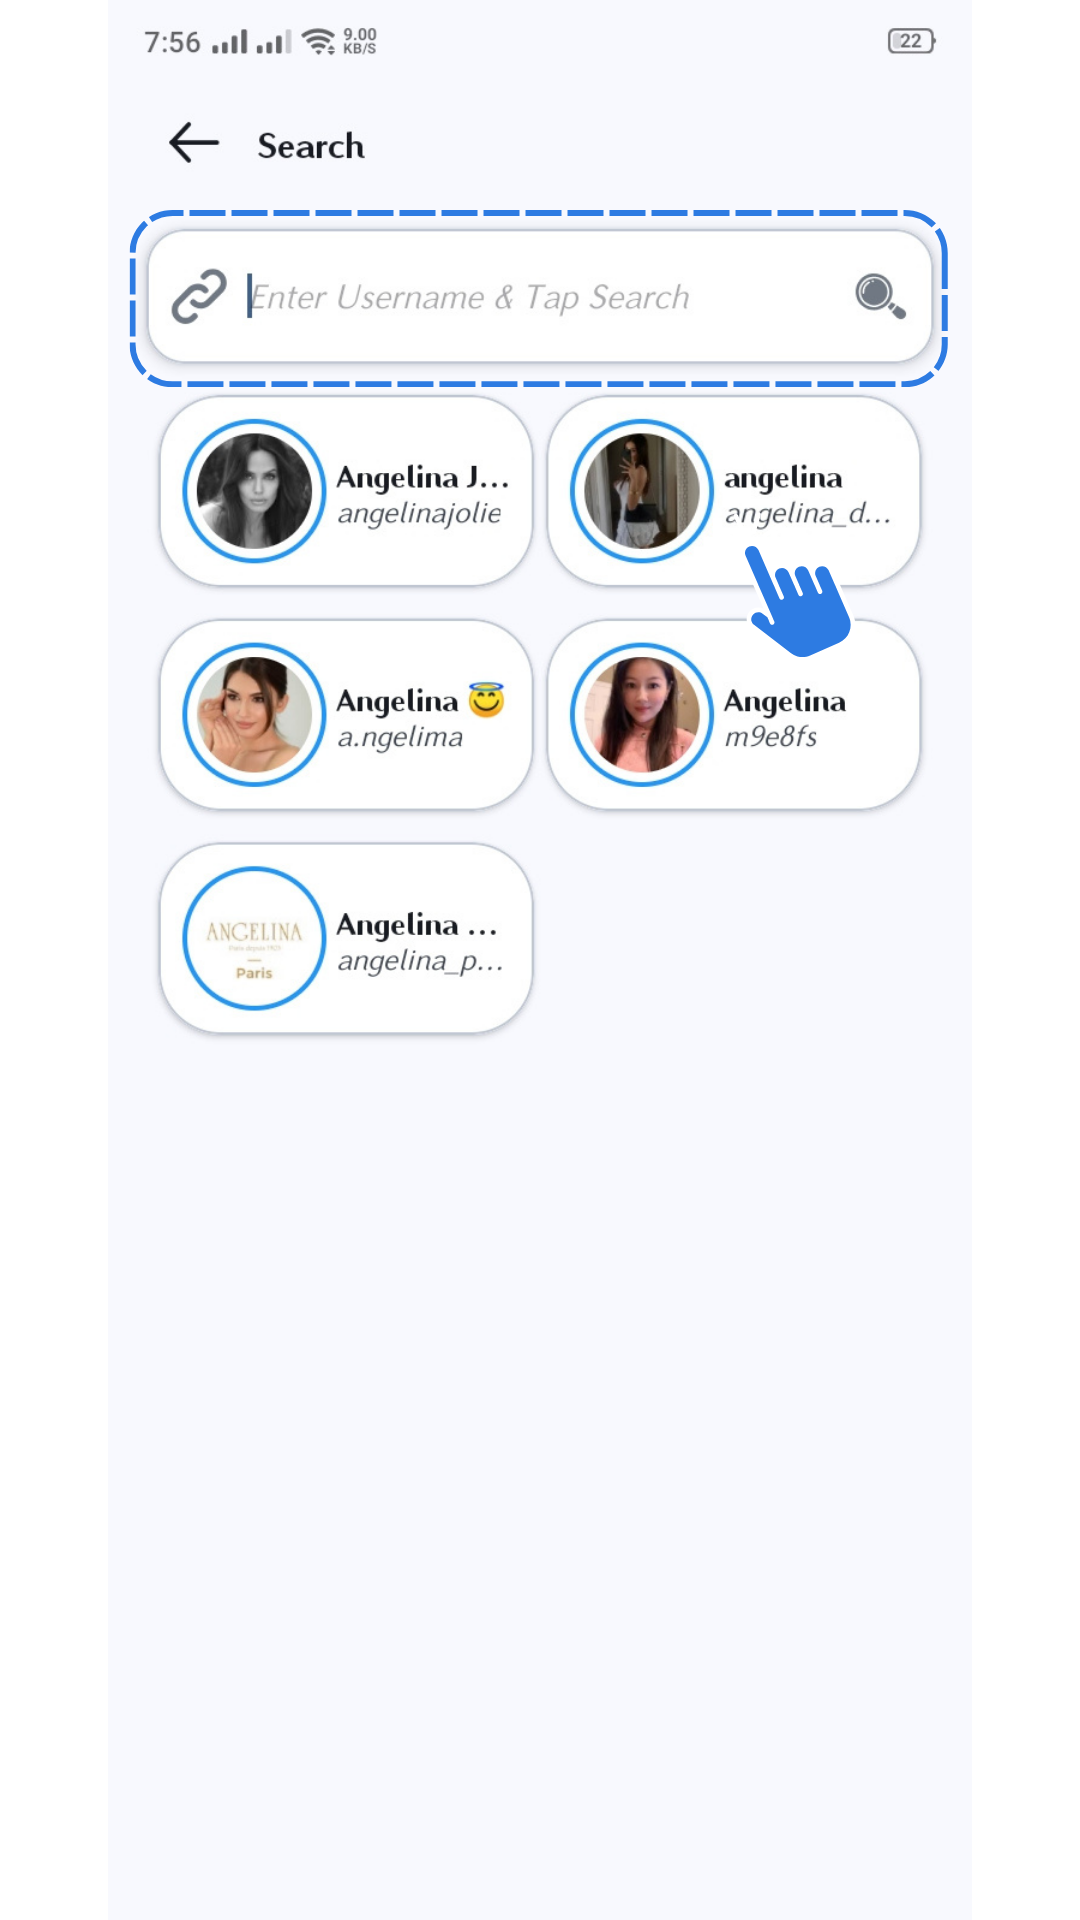 7:56 9.00 KB/S 22
Search
Enter Username & Tap Search
Angelina J...
angelinajolie
angelina
angelina_d...
Angelina 😇
a.ngelima
Angelina
m9e8fs
ANGELINA
Paris
Angelina ...
angelina_p...